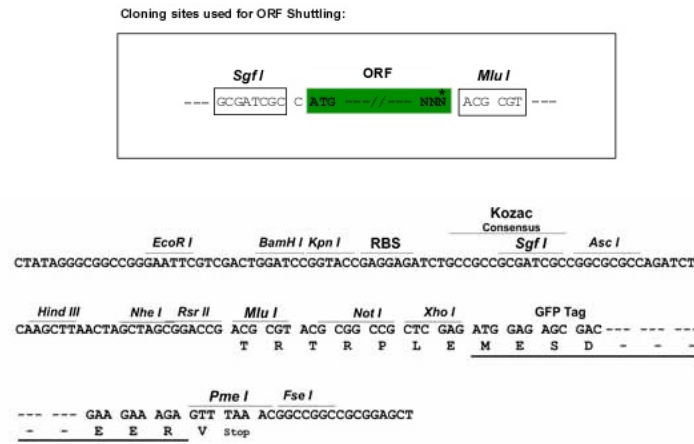 Cloning sites used for ORF Shuttling:
Sgf I ORF Mlu I
--- GCGATCGC C ATG ---//--- NNN* ACG CGT ---
Kozac
Consensus
EcoR I BamH I Kpn I RBS Sgf I Asc I
CTATAGGGCGGCCGGGAATTCGTCGACTGGATCCGGTACCGAGGAGATCTGCCGCCGCGATCGCCGGCGCGCCAGATCT
Hind III Nhe I Rsr II Mlu I Not I Xho I GFP Tag
CAAGCTTAACTAGCTAGCGGACCG ACG CGT ACG CGG CCG CTC GAG ATG GAG AGC GAC --- --- ---
T R T R P L E M E S D - - -
Pme I Fse I
--- --- GAA GAA AGA GTT TAA ACGGCCGGCCGCGGAGCT
- - E E R V Stop